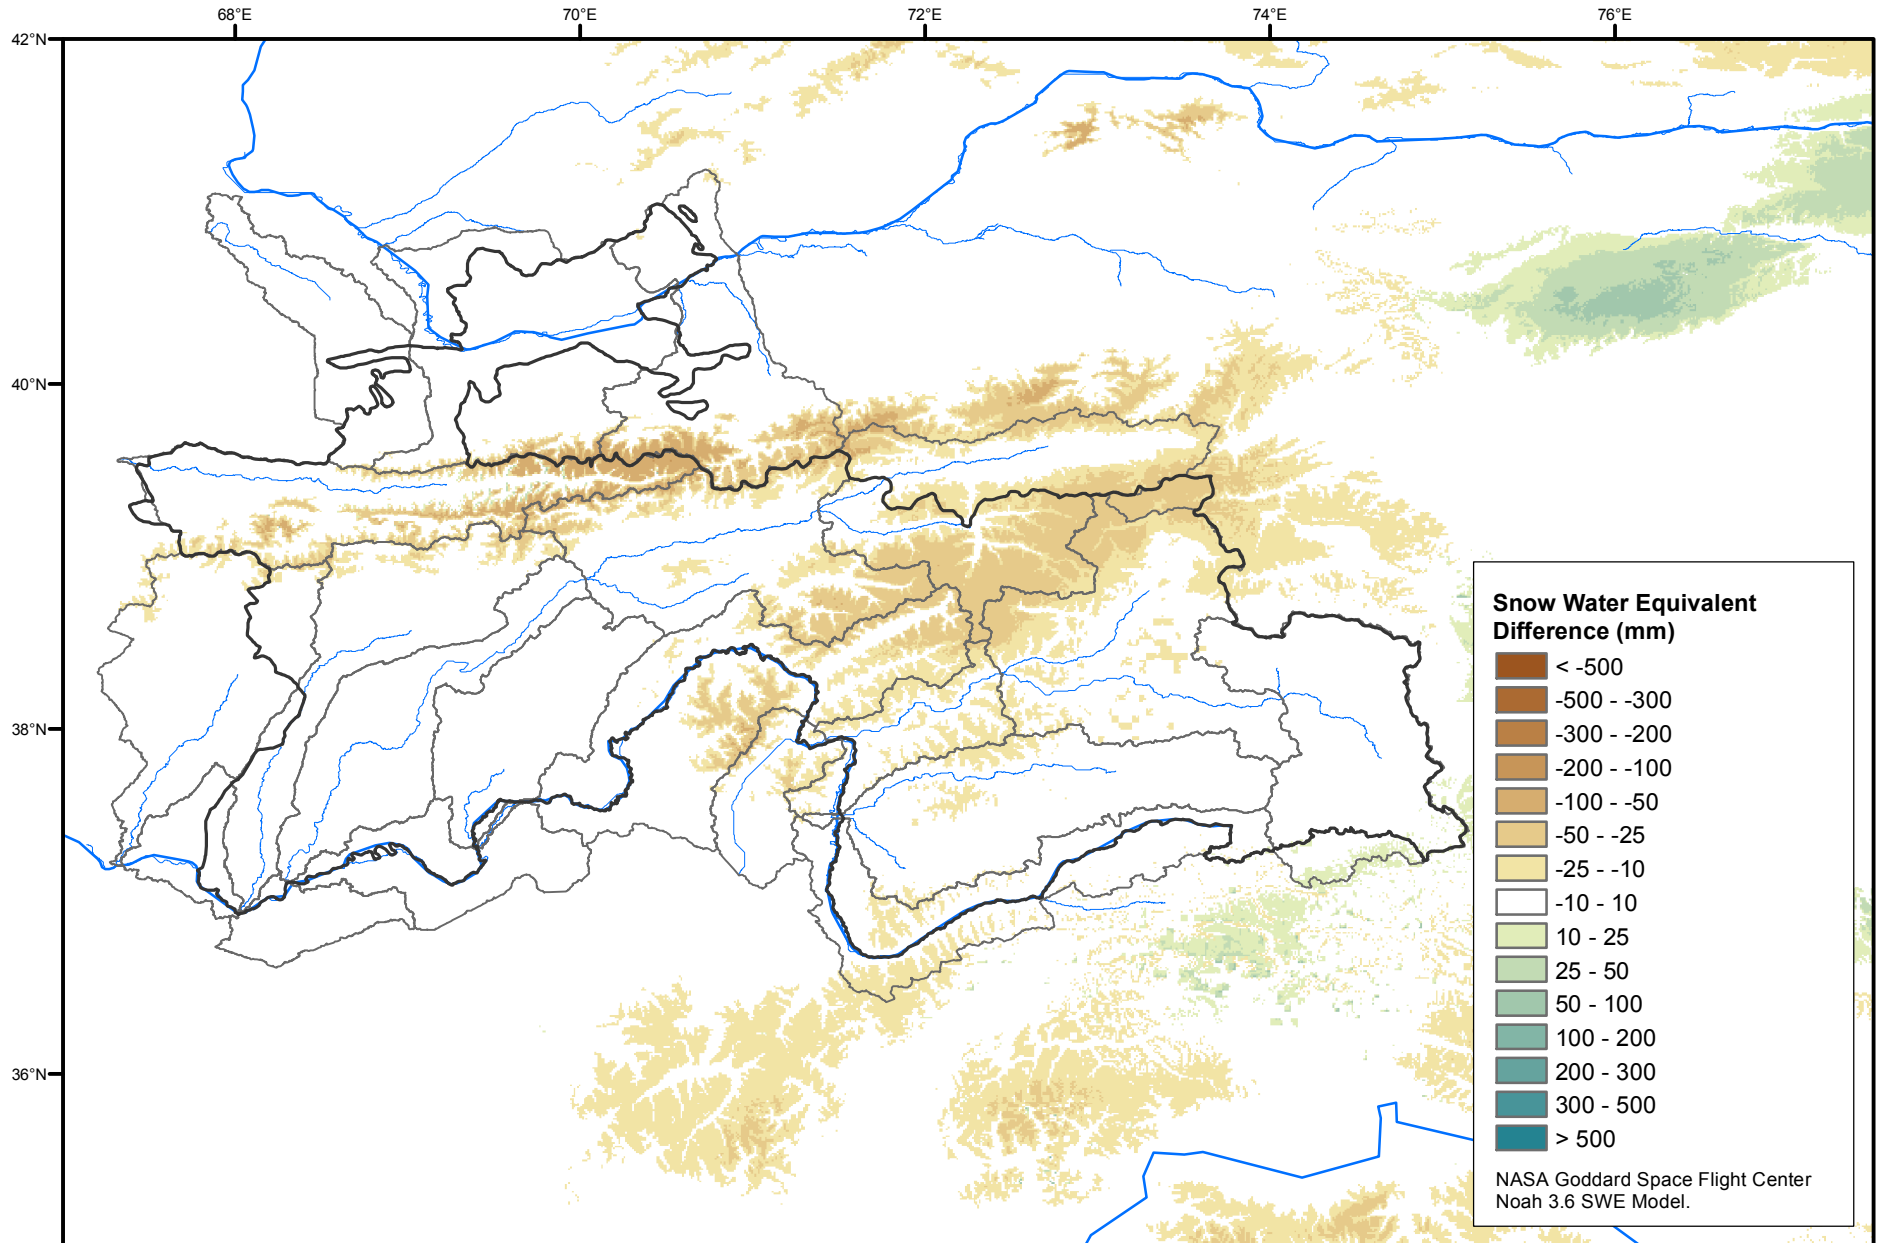 68°E
70°E
72°E
74°E
76°E
42°N
40°N
38°N
36°N
Snow Water Equivalent
Difference (mm)
< -500
-500 - -300
-300 - -200
-200 - -100
-100 - -50
-50 - -25
-25 - -10
-10 - 10
10 - 25
25 - 50
50 - 100
100 - 200
200 - 300
300 - 500
> 500
NASA Goddard Space Flight Center
Noah 3.6 SWE Model.